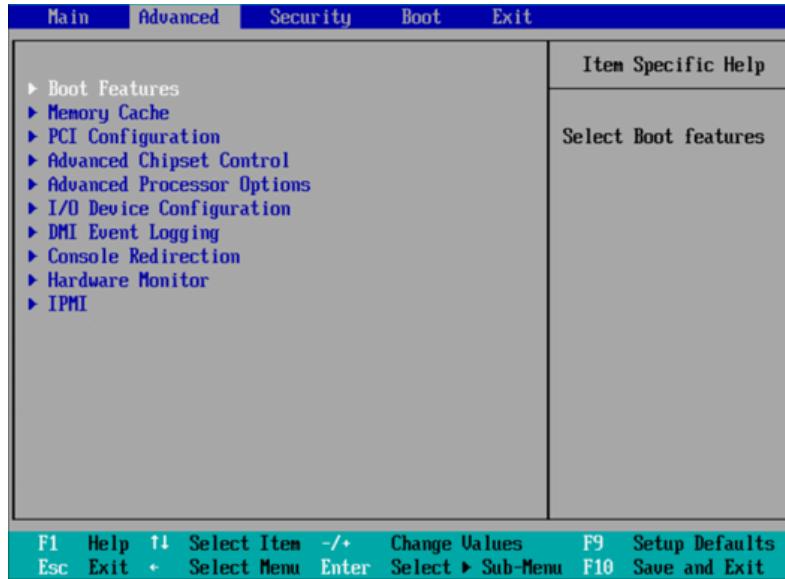 Main Advanced Security Boot Exit
Item Specific Help
▶ Boot Features
▶ Memory Cache
▶ PCI Configuration
Select Boot features
▶ Advanced Chipset Control
▶ Advanced Processor Options
▶ I/O Device Configuration
▶ DMI Event Logging
▶ Console Redirection
▶ Hardware Monitor
▶ IPMI
F1 Help ↑↓ Select Item -/+ Change Values F9 Setup Defaults
Esc Exit ← Select Menu Enter Select ▶ Sub-Menu F10 Save and Exit